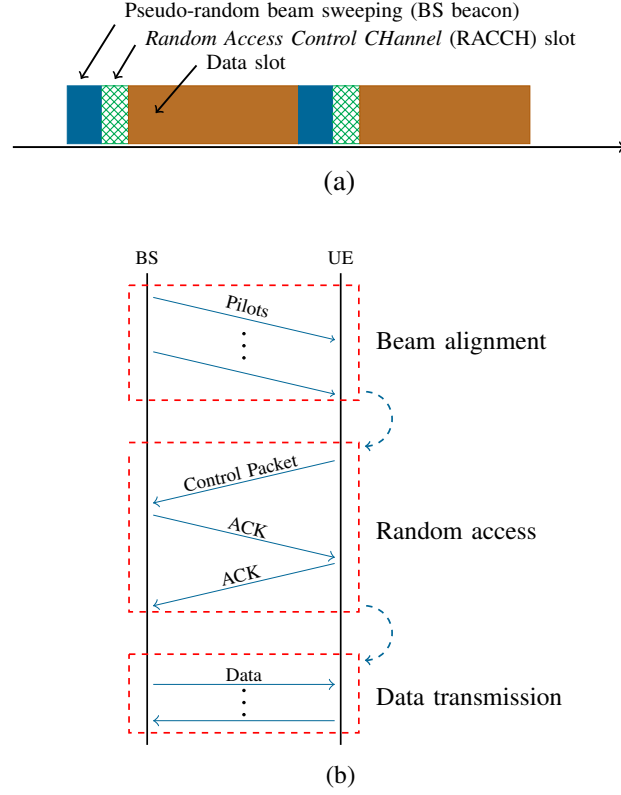 Pseudo-random beam sweeping (BS beacon)
Random Access Control CHannel (RACCH) slot
Data slot
(a)
BS UE
Pilots
Beam alignment
Control Packet
ACK
Random access
ACK
Data
Data transmission
(b)